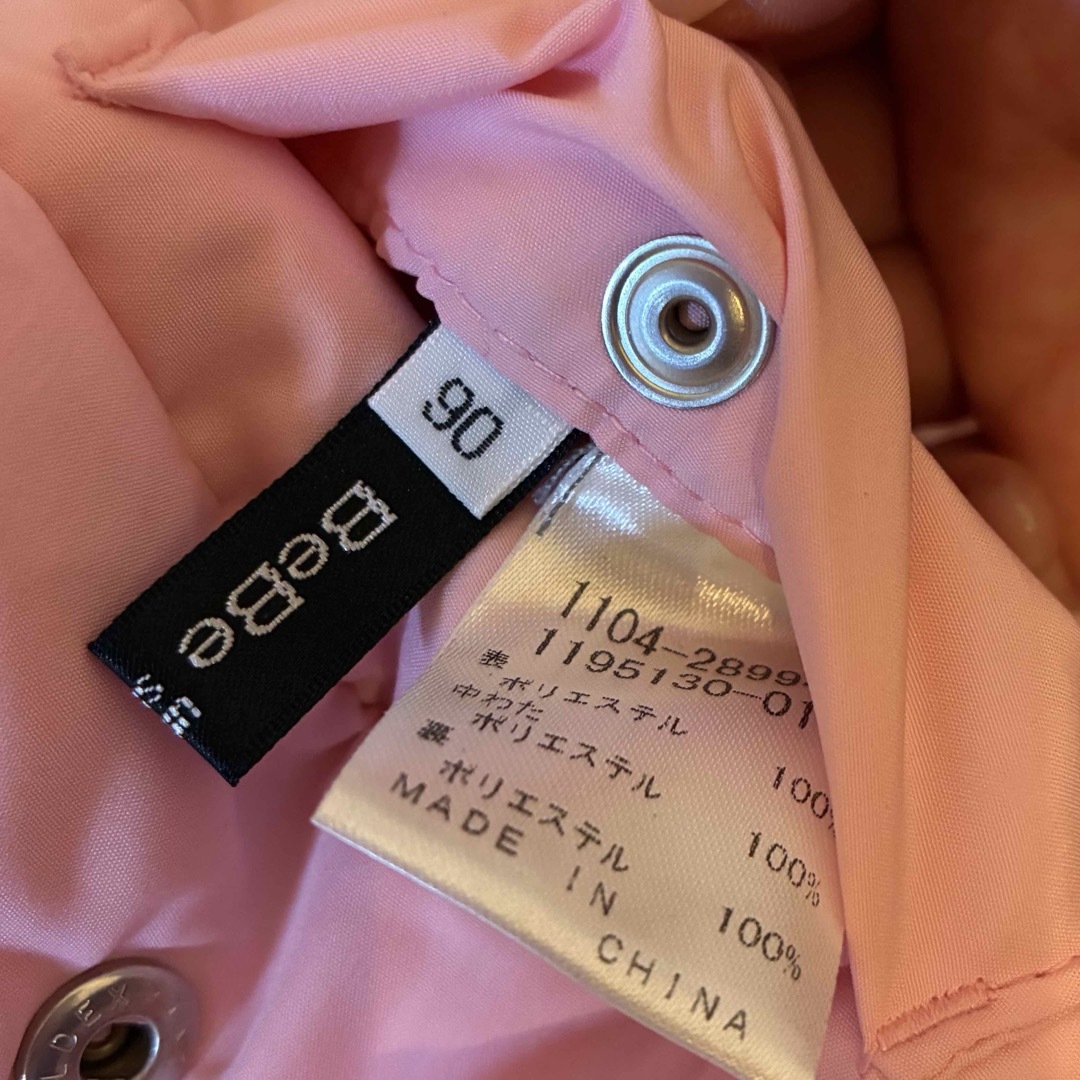 90
BeBe
1104-2899
1195130-01
表
ポリエステル 100%
中わた
ポリエステル 100%
裏
ポリエステル 100%
MADE IN CHINA